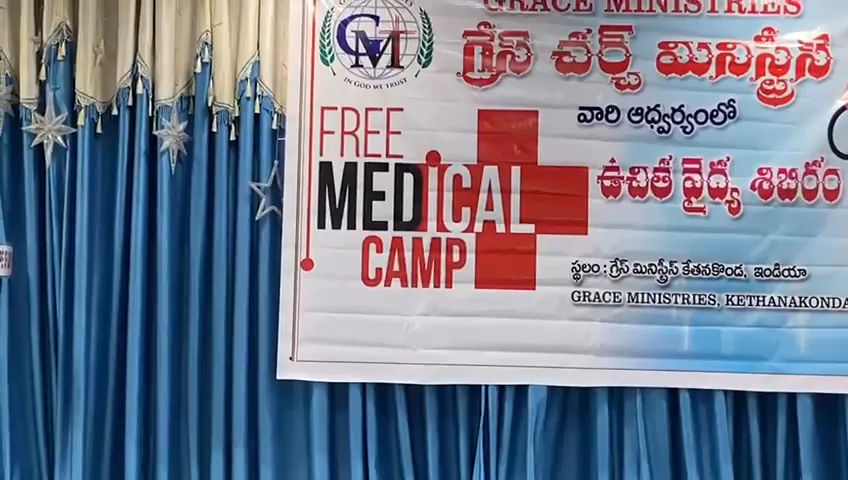 GRACE MINISTRIES
గ్రేస్ చర్చ్ మినిస్ట్రీస్
GM
IN GOD WE TRUST
వారి ఆధ్వర్యంలో
FREE
MEDICAL
CAMP
ఉచిత వైద్య శిబిరం
స్థలం : గ్రేస్ మినిస్ట్రీస్ కేతనకొండ, ఇండియా
GRACE MINISTRIES, KETHANAKONDA